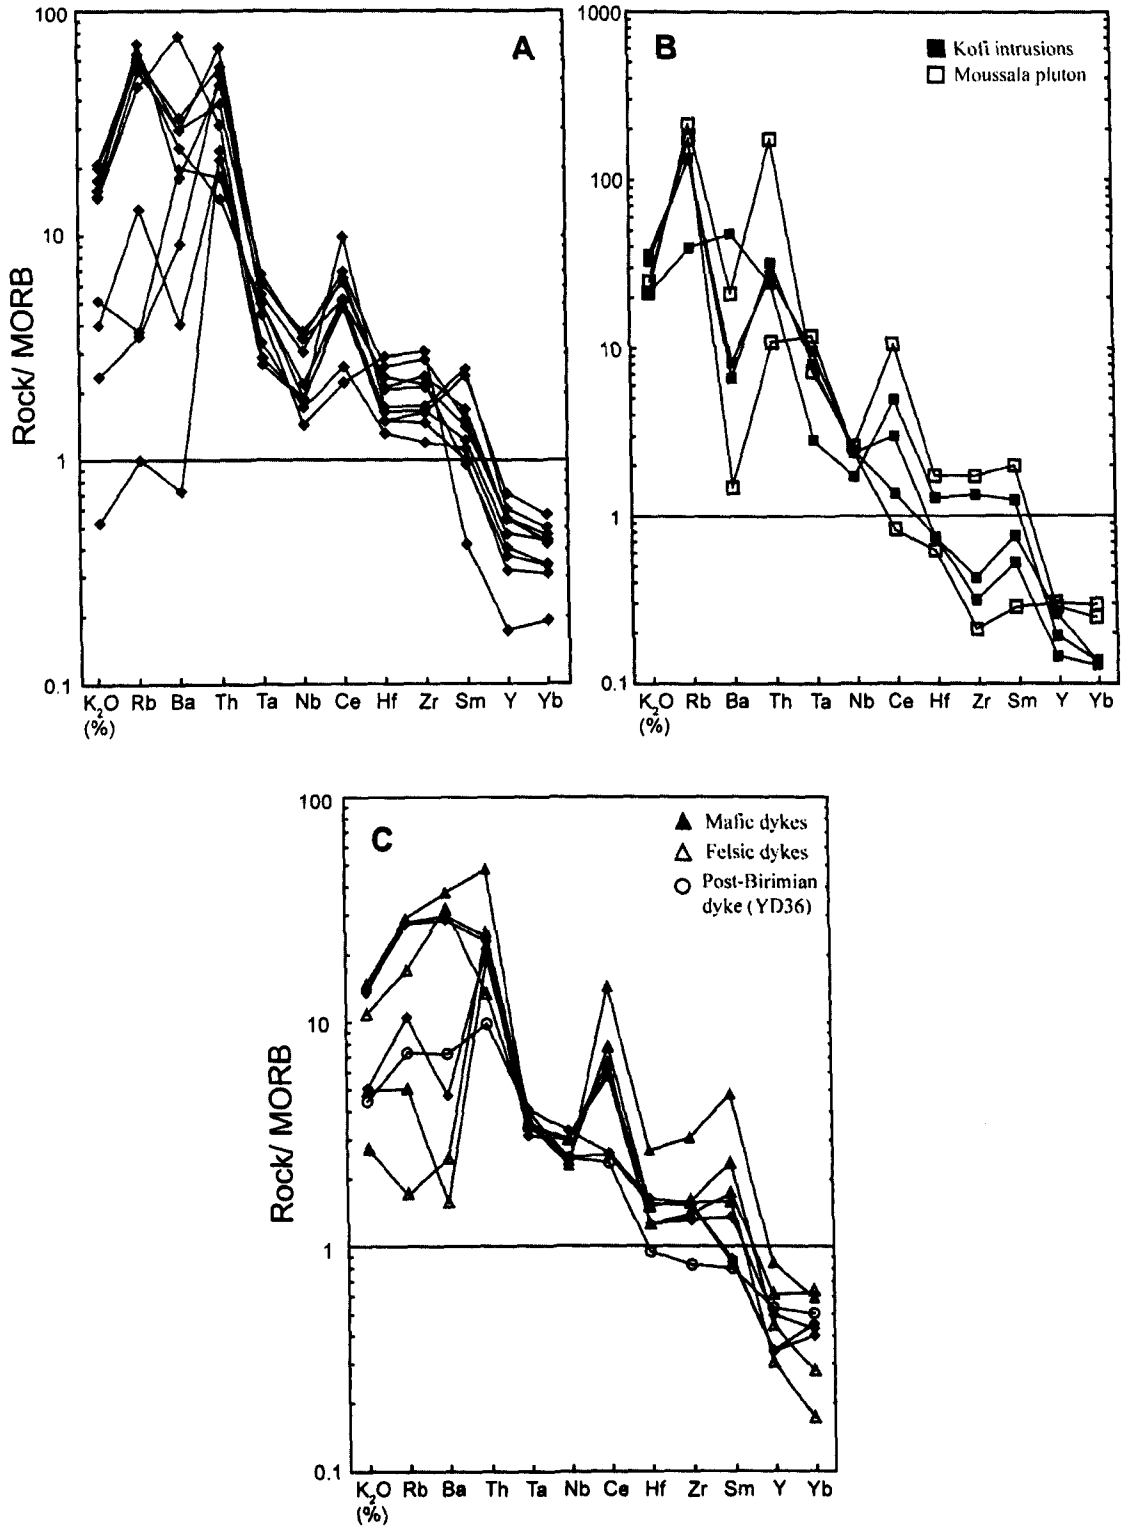 100
10
1
0.1
Rock/ MORB
A
K₂O Rb Ba Th Ta Nb Ce Hf Zr Sm Y Yb
(%)
1000
100
10
1
0.1
B
Kofi intrusions
Moussala pluton
K₂O Rb Ba Th Ta Nb Ce Hf Zr Sm Y Yb
(%)
100
10
1
0.1
Rock/ MORB
C
Mafic dykes
Felsic dykes
Post-Birimian
dyke (YD36)
K₂O Rb Ba Th Ta Nb Ce Hf Zr Sm Y Yb
(%)